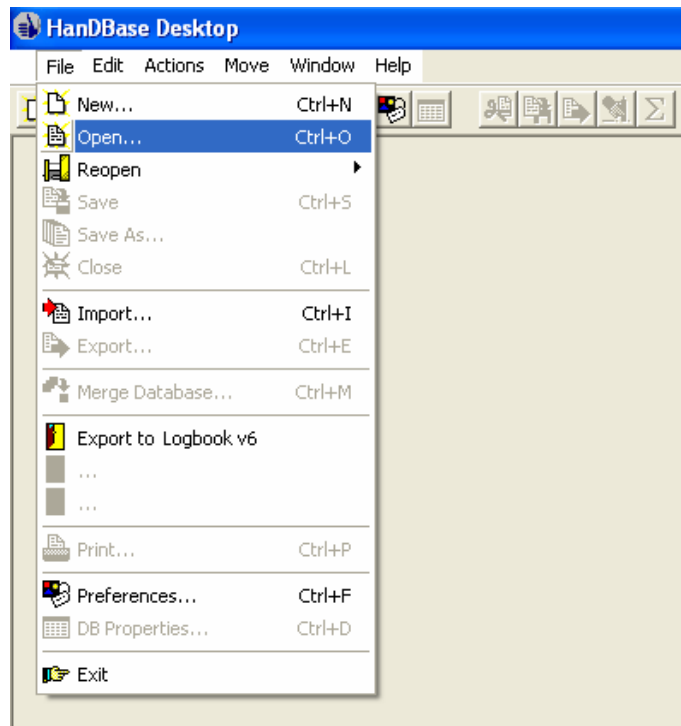 HanDBase Desktop
File Edit Actions Move Window Help
New... Ctrl+N
Open... Ctrl+O
Reopen
Save Ctrl+S
Save As...
Close Ctrl+L
Import... Ctrl+I
Export... Ctrl+E
Merge Database... Ctrl+M
Export to Logbook v6
...
...
Print... Ctrl+P
Preferences... Ctrl+F
DB Properties... Ctrl+D
Exit